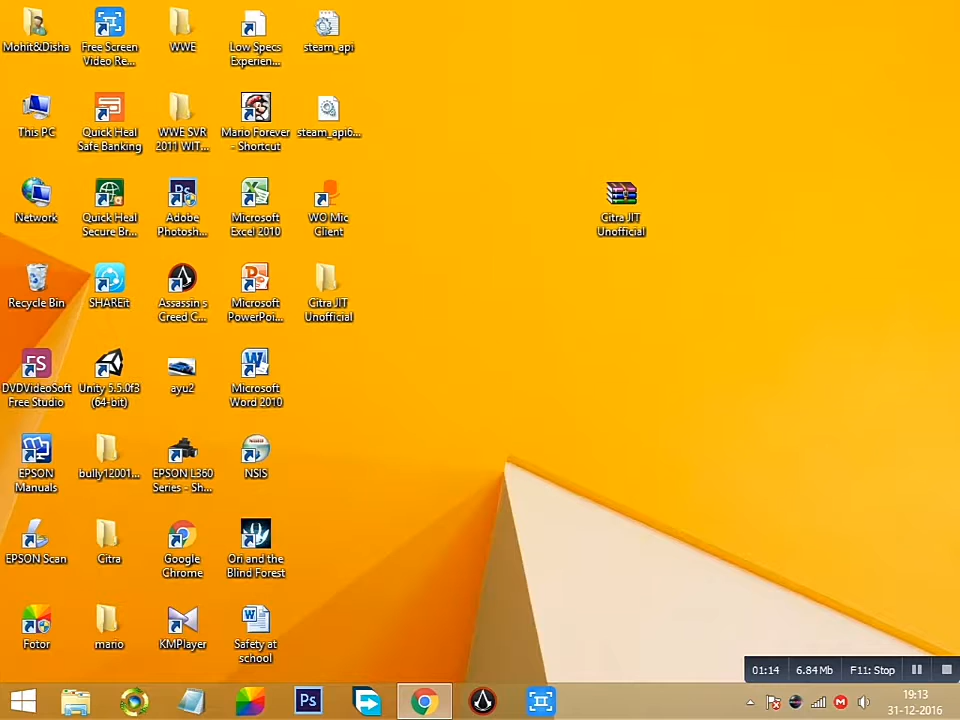 Mohit&Disha
Free Screen
Video Re...
WWE
Low Specs
Experien...
steam_api
This PC
Quick Heal
Safe Banking
WWE SVR
2011 WIT...
Mario Forever
- Shortcut
steam_api6...
Network
Quick Heal
Secure Br...
Adobe
Photosh...
Microsoft
Excel 2010
WO Mic
Client
Citra JIT
Unofficial
Recycle Bin
SHAREit
Assassin s
Creed C...
Microsoft
PowerPoi...
Citra JIT
Unofficial
DVDVideoSoft
Free Studio
Unity 5.5.0f3
(64-bit)
ayu2
Microsoft
Word 2010
EPSON
Manuals
bully12001...
EPSON L360
Series - Sh...
NSIS
EPSON Scan
Citra
Google
Chrome
Ori and the
Blind Forest
Fotor
mario
KMPlayer
Safety at
school
01:14
6.84 Mb
F11: Stop
Ps
19:13
31-12-2016